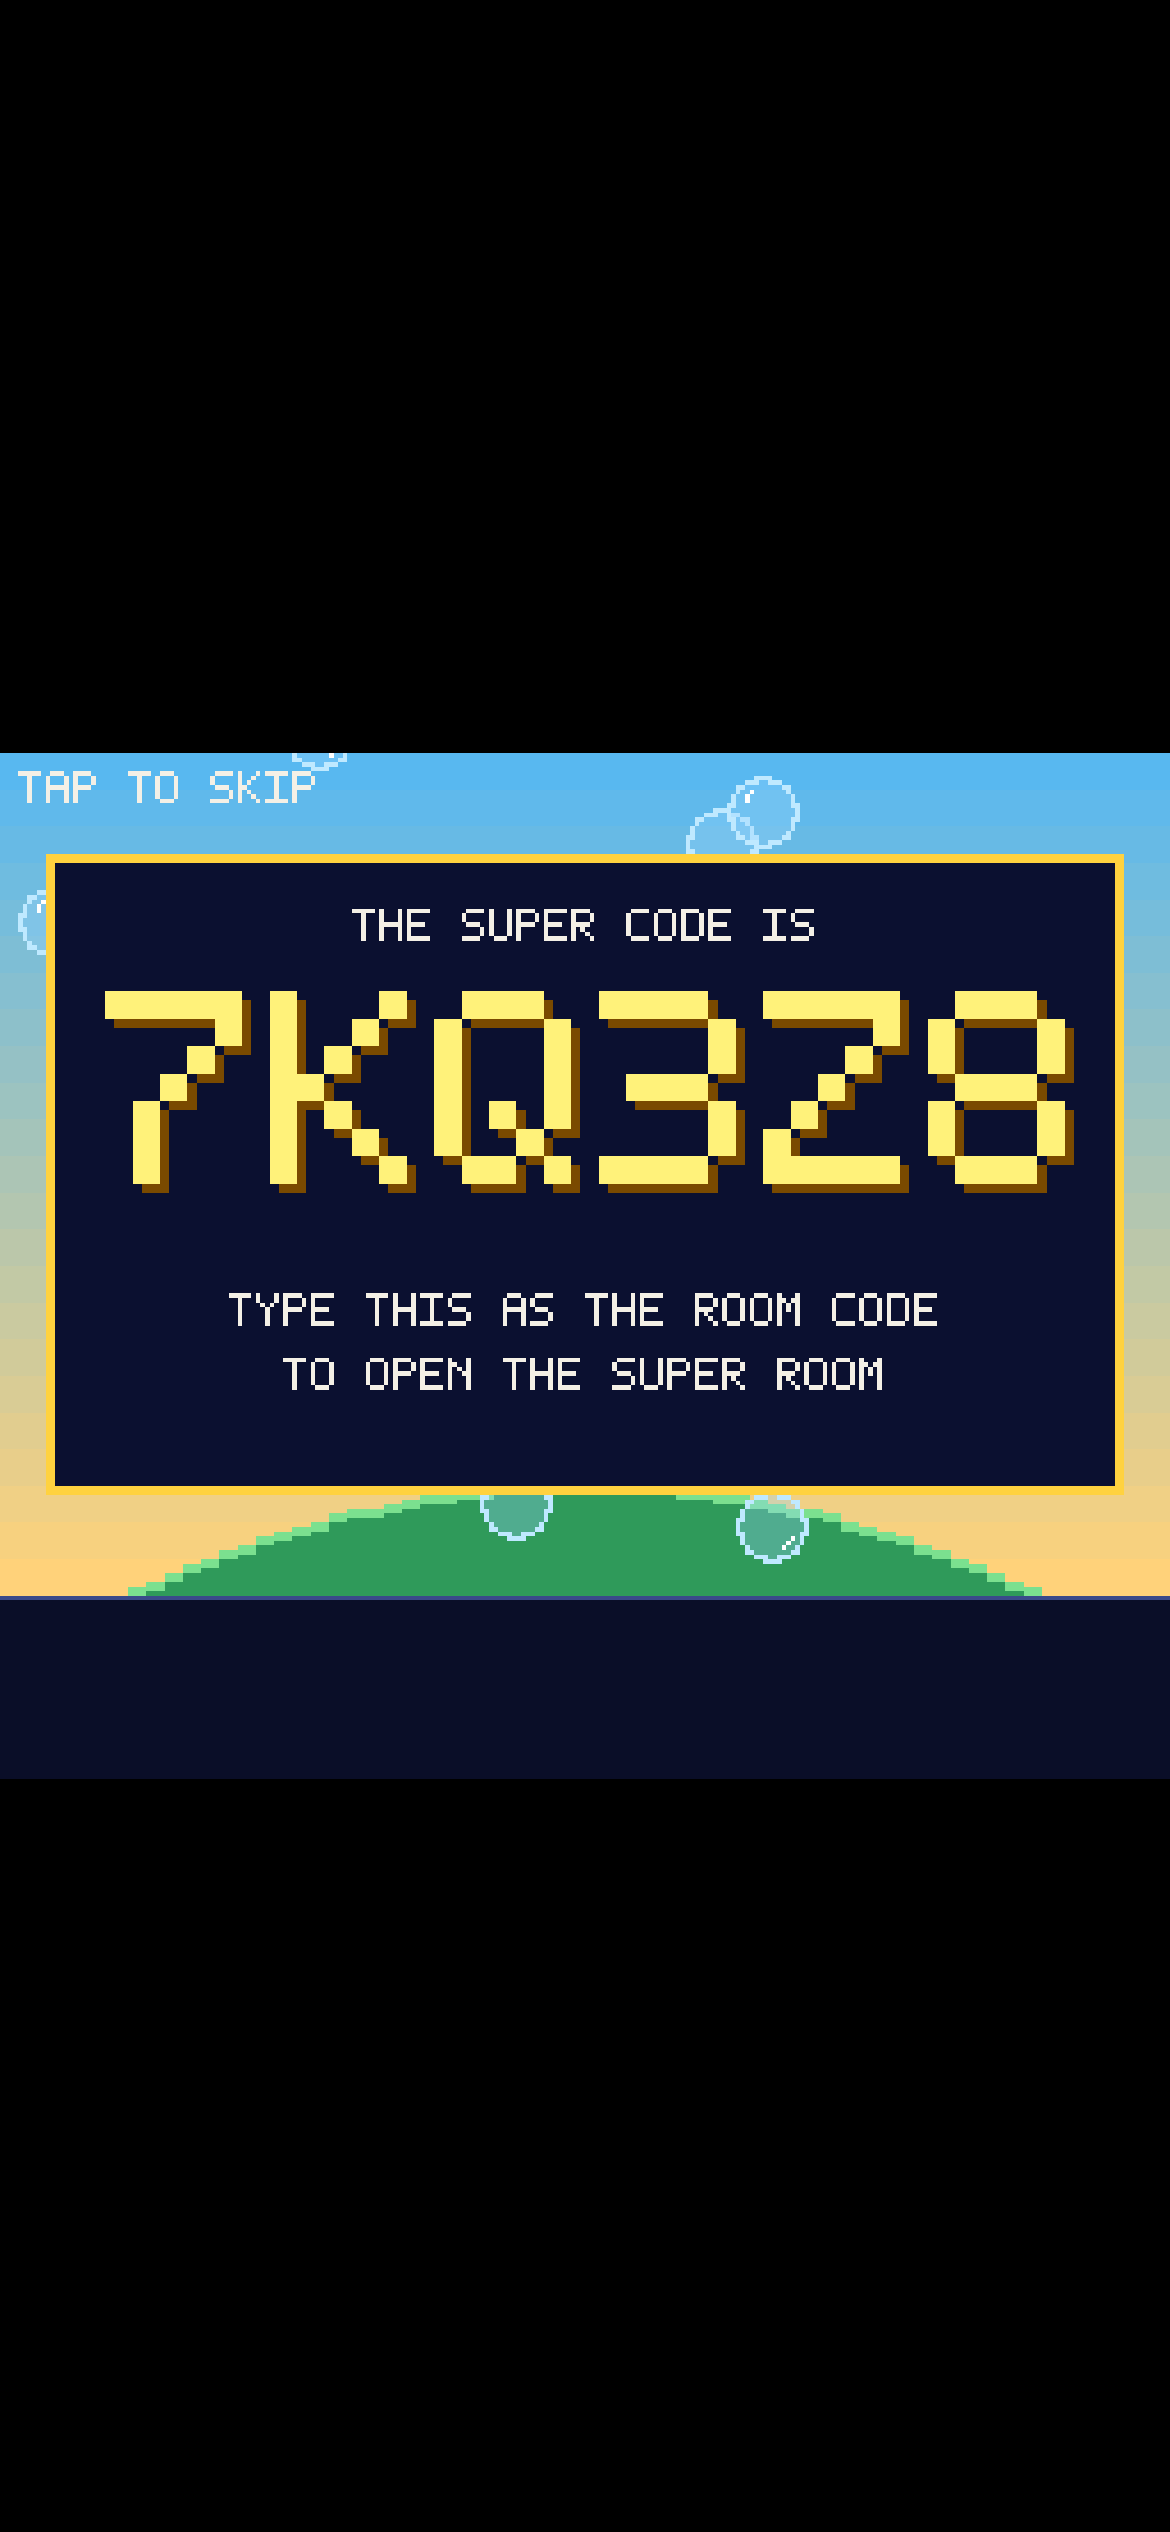 TAP TO SKIP
THE SUPER CODE IS
7KQ3Z8
TYPE THIS AS THE ROOM CODE
TO OPEN THE SUPER ROOM